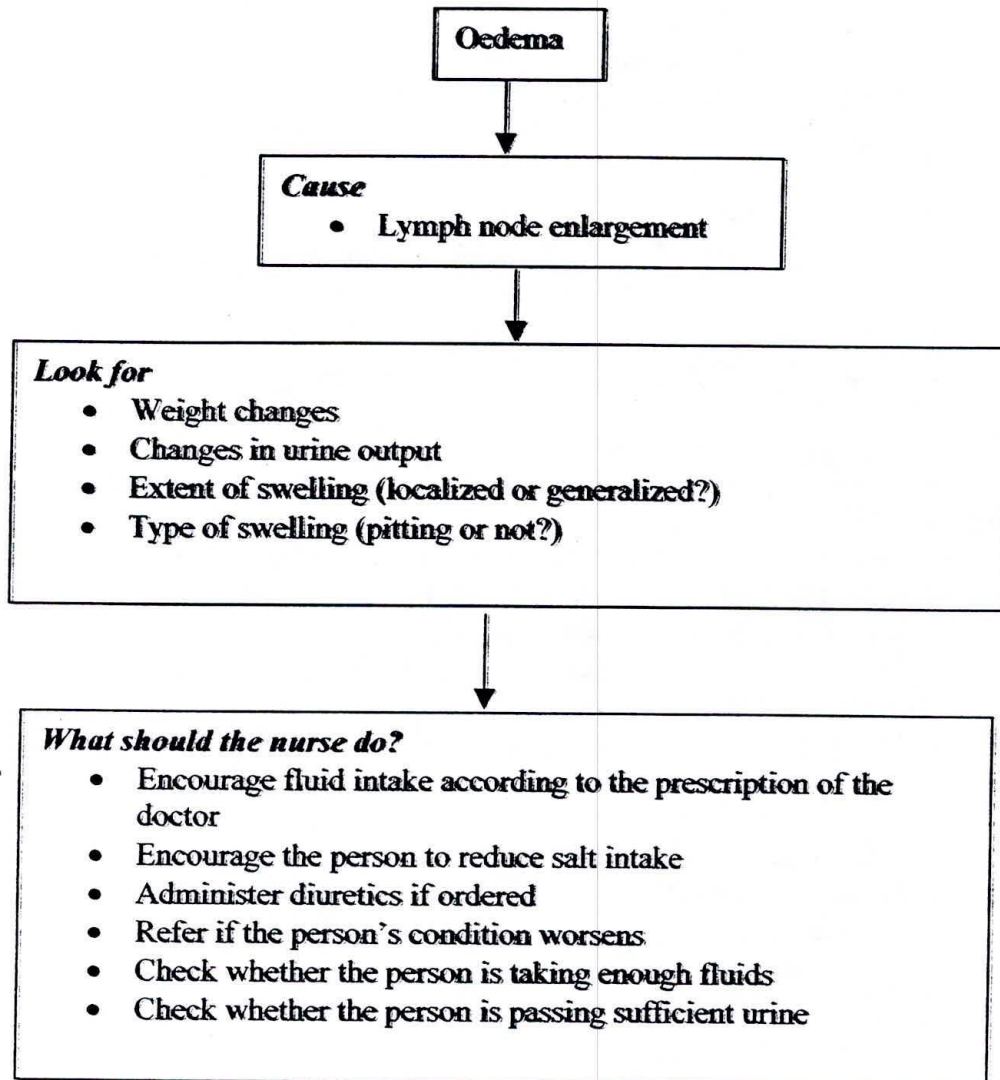 Oedema
Cause
• Lymph node enlargement
Look for
• Weight changes
• Changes in urine output
• Extent of swelling (localized or generalized?)
• Type of swelling (pitting or not?)
What should the nurse do?
• Encourage fluid intake according to the prescription of the
doctor
• Encourage the person to reduce salt intake
• Administer diuretics if ordered
• Refer if the person's condition worsens
• Check whether the person is taking enough fluids
• Check whether the person is passing sufficient urine